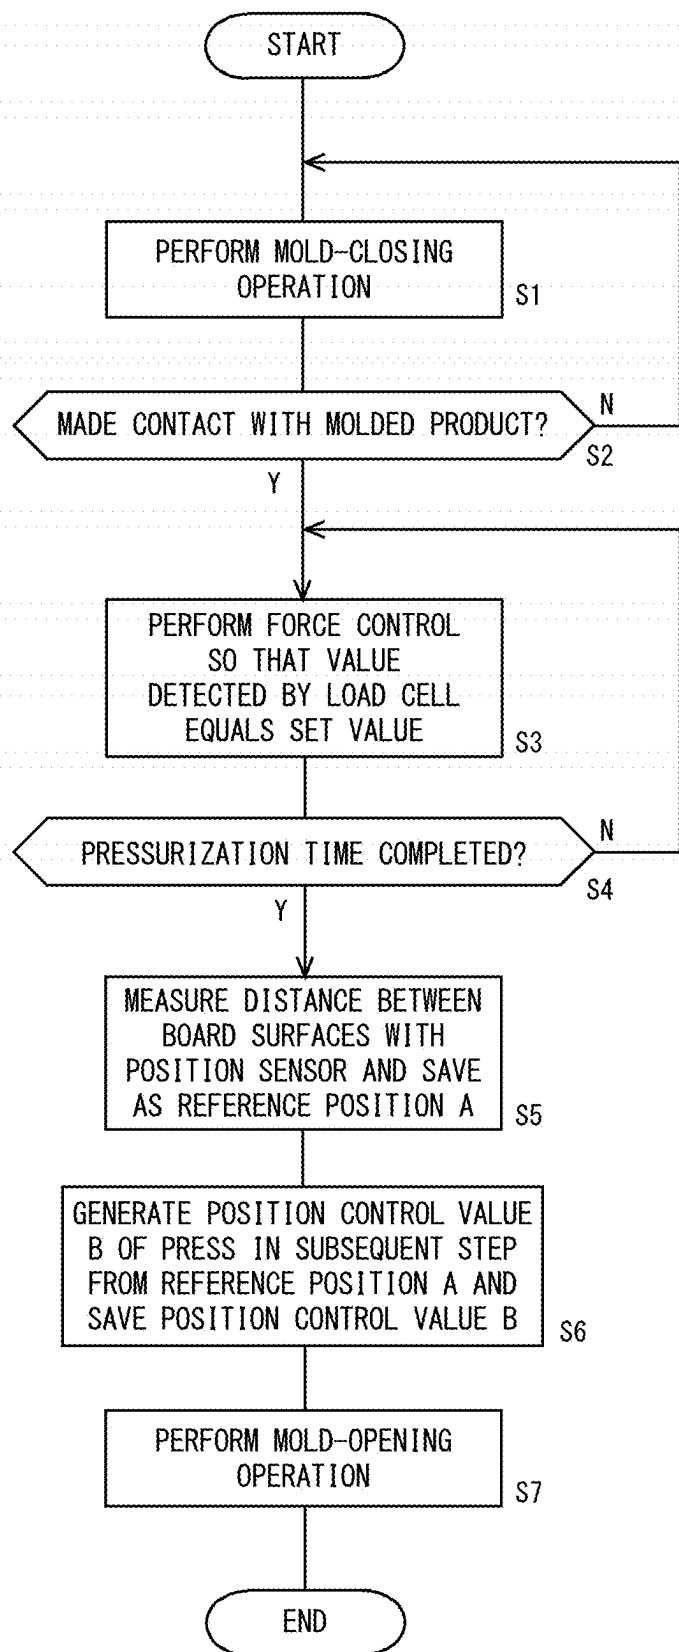 START
PERFORM MOLD-CLOSING
OPERATION
S1
MADE CONTACT WITH MOLDED PRODUCT?
N
S2
Y
PERFORM FORCE CONTROL
SO THAT VALUE
DETECTED BY LOAD CELL
EQUALS SET VALUE
S3
PRESSURIZATION TIME COMPLETED?
N
S4
Y
MEASURE DISTANCE BETWEEN
BOARD SURFACES WITH
POSITION SENSOR AND SAVE
AS REFERENCE POSITION A
S5
GENERATE POSITION CONTROL VALUE
B OF PRESS IN SUBSEQUENT STEP
FROM REFERENCE POSITION A AND
SAVE POSITION CONTROL VALUE B
S6
PERFORM MOLD-OPENING
OPERATION
S7
END